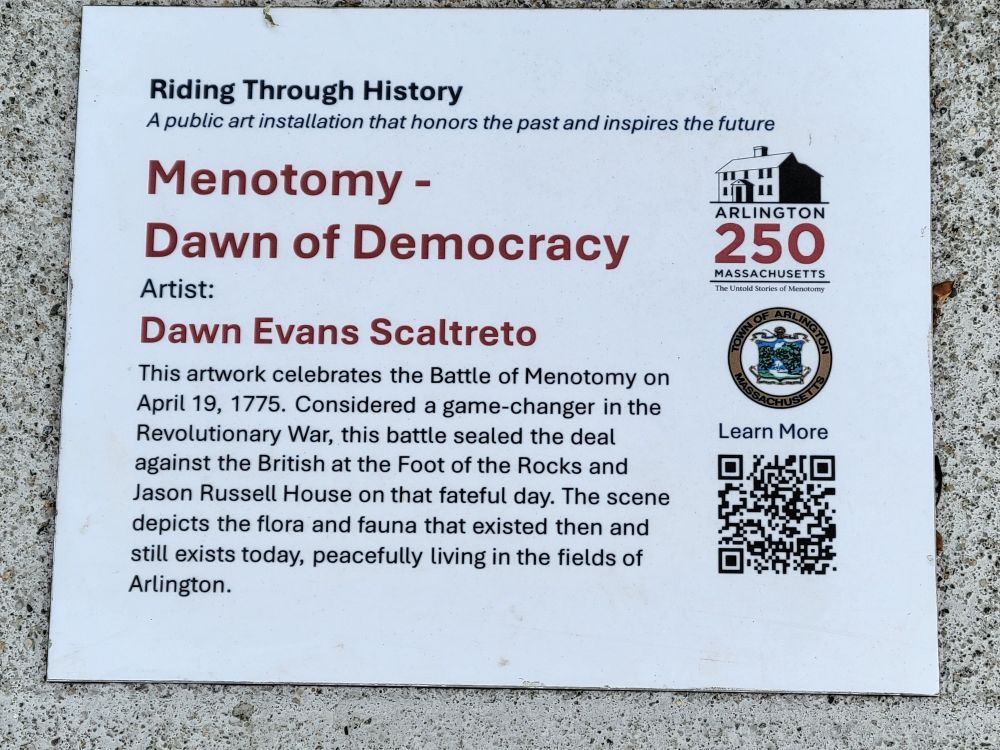 Riding Through History
A public art installation that honors the past and inspires the future
Menotomy -
Dawn of Democracy
Artist:
Dawn Evans Scaltreto
This artwork celebrates the Battle of Menotomy on
April 19, 1775. Considered a game-changer in the
Revolutionary War, this battle sealed the deal
against the British at the Foot of the Rocks and
Jason Russell House on that fateful day. The scene
depicts the flora and fauna that existed then and
still exists today, peacefully living in the fields of
Arlington.
ARLINGTON
250
MASSACHUSETTS
The Untold Stories of Menotomy
TOWN OF ARLINGTON
MASSACHUSETTS
Learn More